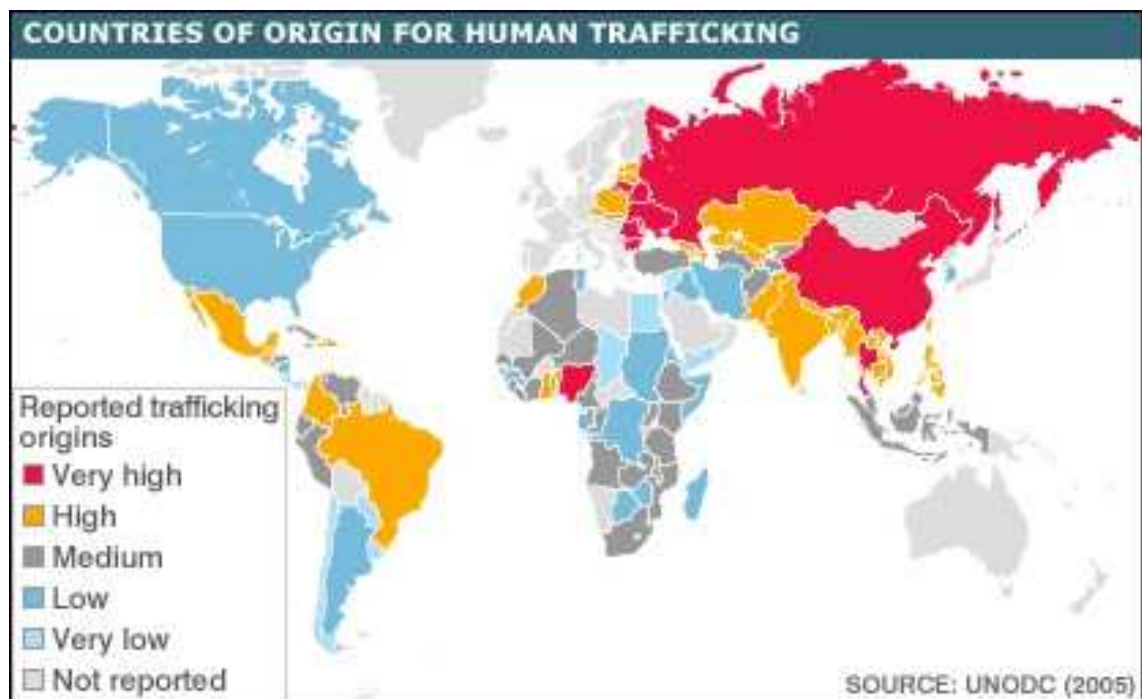 COUNTRIES OF ORIGIN FOR HUMAN TRAFFICKING
Reported trafficking
origins
Very high
High
Medium
Low
Very low
Not reported
SOURCE: UNODC (2005)